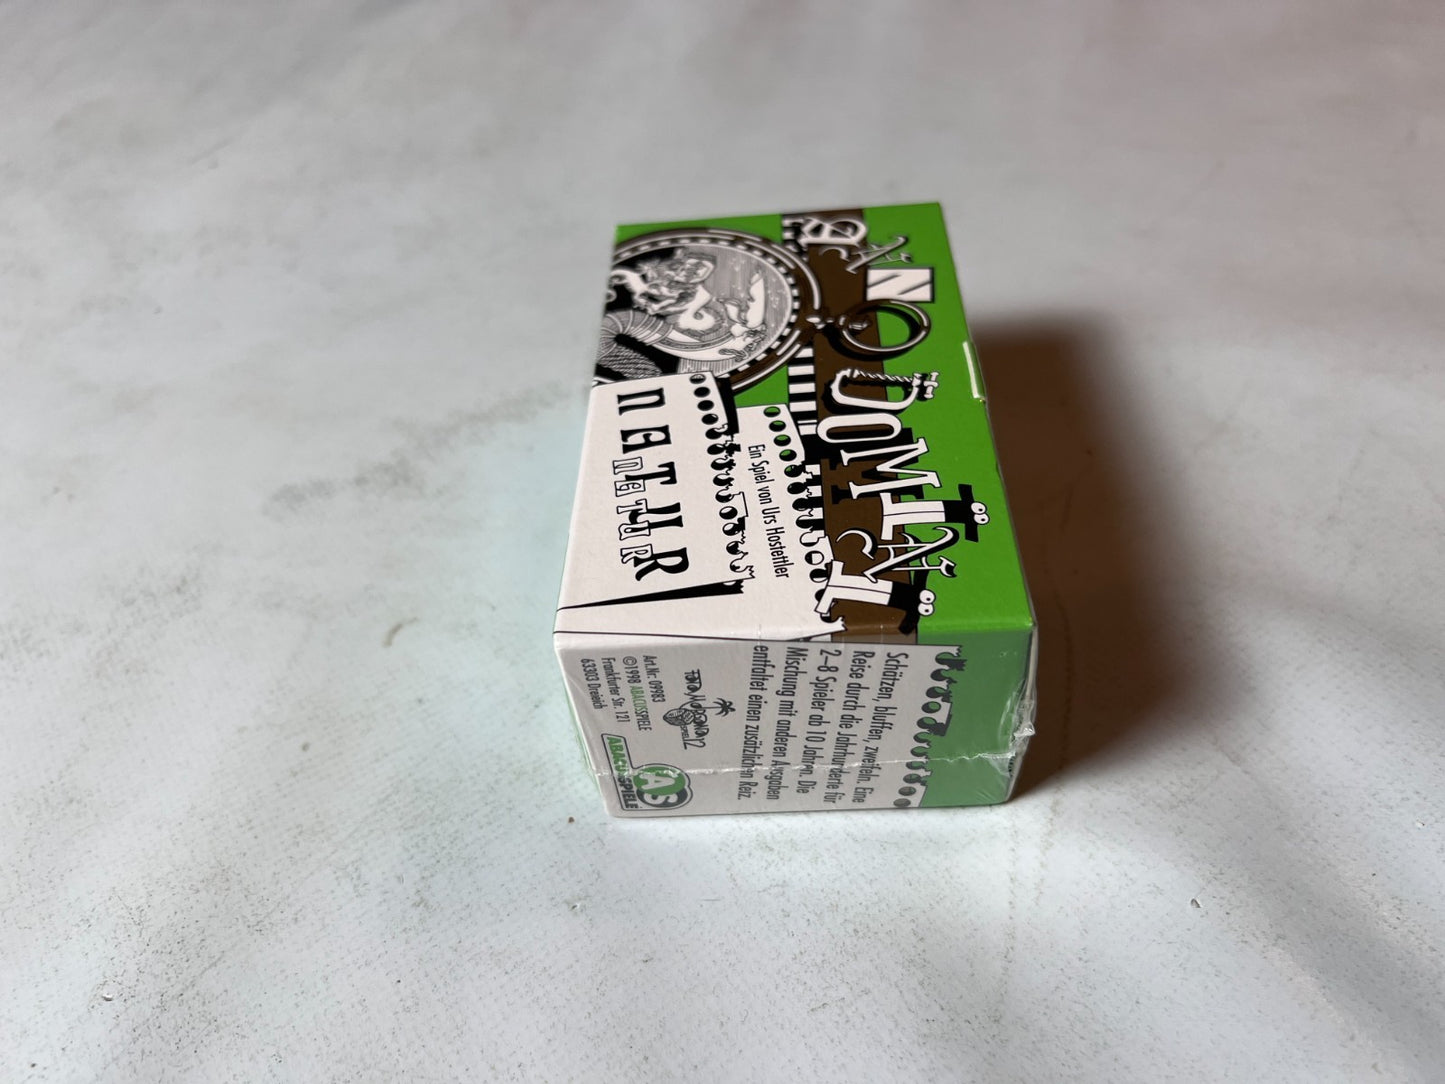 ANNO
DOMINI
Ein Spiel von Urs Hostettler
NATUR
NATUR
Schätzen, bluffen, zweifeln. Eine
Reise durch die Jahrhunderte für
2–8 Spieler ab 10 Jahren. Die
Mischung mit anderen Ausgaben
entfaltet einen zusätzlichen Reiz.
Art.Nr. 09983
©1998 ABACUSSPIELE
Frankfurter Str. 121
63303 Dreieich
AS
ABACUSSPIELE